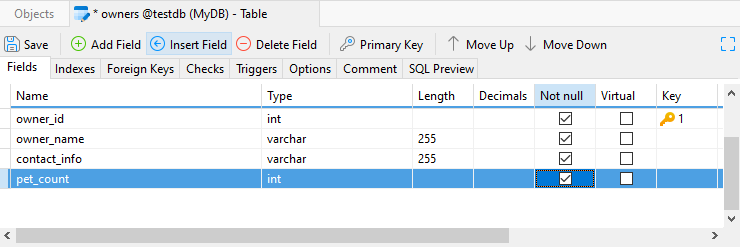 Objects
* owners @testdb (MyDB) - Table
Save Add Field Insert Field Delete Field Primary Key Move Up Move Down
Fields Indexes Foreign Keys Checks Triggers Options Comment SQL Preview
Name Type Length Decimals Not null Virtual Key
owner_id int 1
owner_name varchar 255
contact_info varchar 255
pet_count int